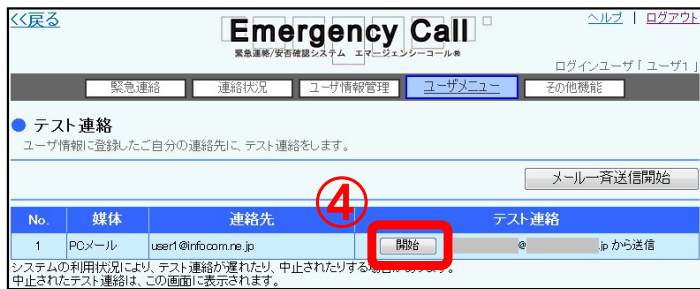 <<戻る
Emergency Call
ヘルプ | ログアウト
緊急連絡/安否確認システム エマージェンシーコール®
ログインユーザ「 ユーザ1 」
緊急連絡 連絡状況 ユーザ情報管理 ユーザメニュー その他機能
● テスト連絡
ユーザ情報に登録したご自分の連絡先に、テスト連絡をします。
メール一斉送信開始
④
No. 媒体 連絡先 テスト連絡
1 PCメール user1@infocom.ne.jp 開始 @ .jp から送信
システムの利用状況により、テスト連絡が遅れたり、中止されたりする場合があります。
中止されたテスト連絡は、この画面に表示されます。